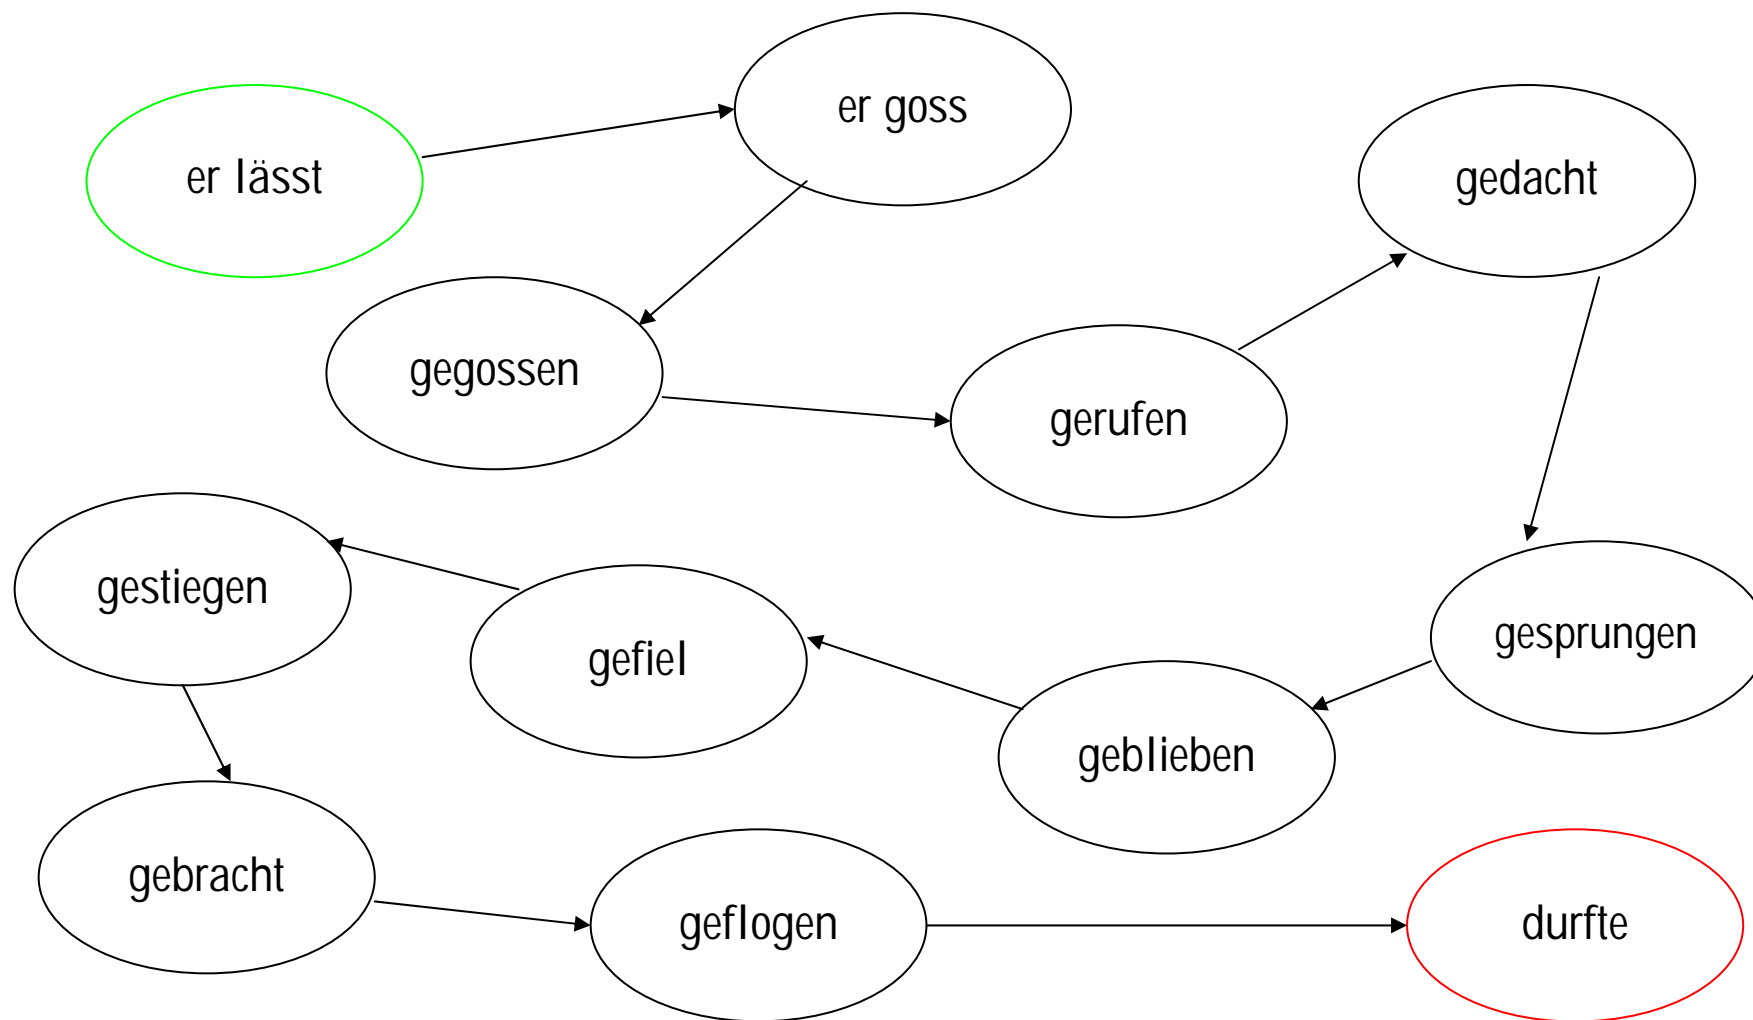 er lässt
er goss
gegossen
gerufen
gedacht
gesprungen
geblieben
gefiel
gestiegen
gebracht
geflogen
durfte